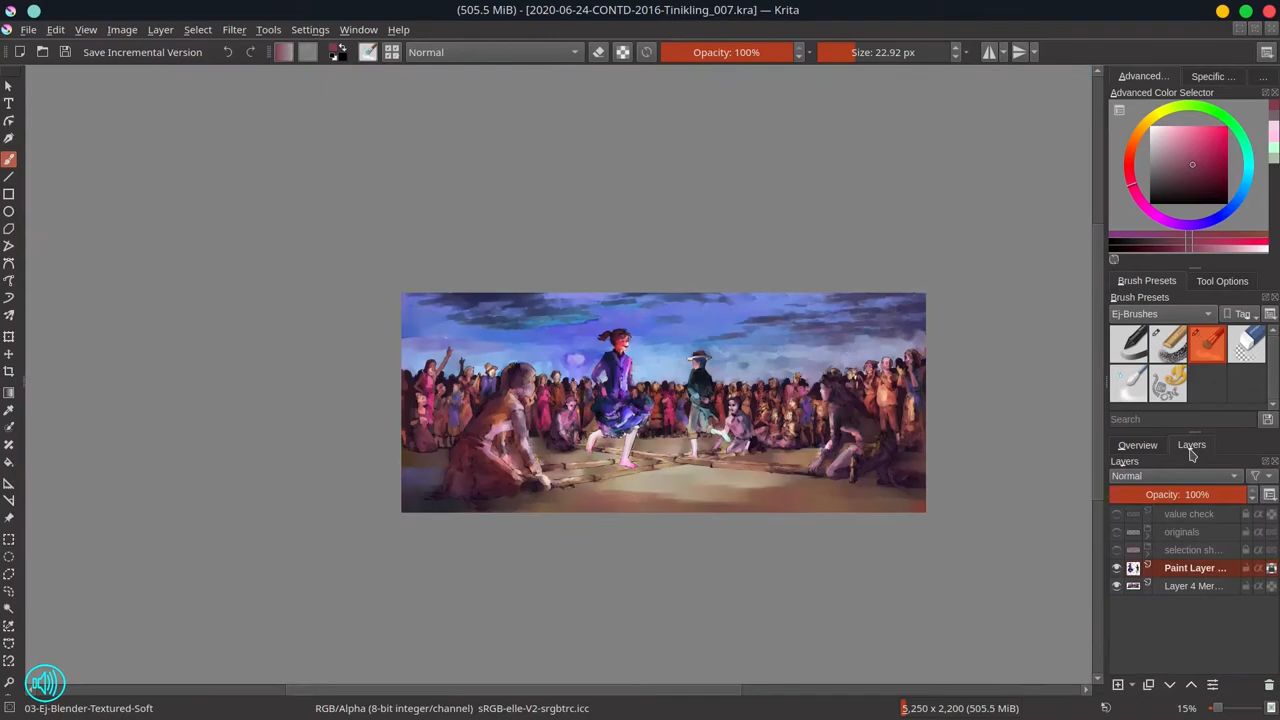 (505.5 MiB) • [2020-06-24-CONTD-2016-Tinikling_007.kra] — Krita
File Edit View Image Layer Select Filter Tools Settings Window Help
Save Incremental Version Normal Opacity: 100% Size: 22.92 px
Advanced... Specific ... ...
Advanced Color Selector
Brush Presets Tool Options
Brush Presets
Ej-Brushes Tag
Search
Overview Layers
Layers
Normal
Opacity: 100%
value check
originals
selection sh...
Paint Layer ...
Layer 4 Mer...
03-Ej-Blender-Textured-Soft RGB/Alpha (8-bit integer/channel) sRGB-elle-V2-srgbtrc.icc 5,250 x 2,200 (505.5 MiB) 15%